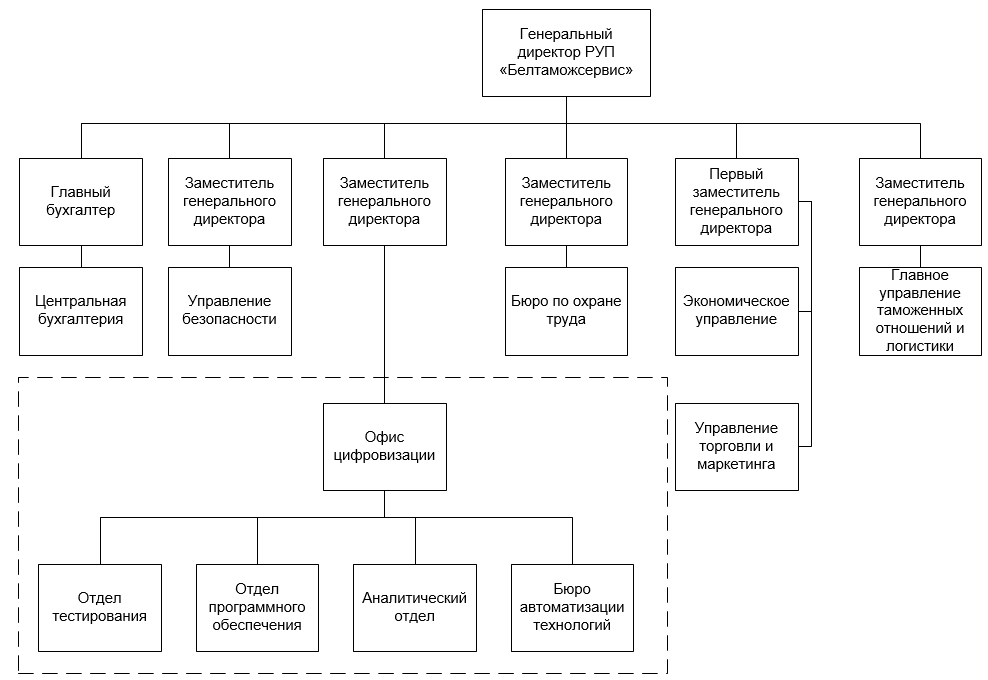 Генеральный
директор РУП
«Белтаможсервис»
Главный
бухгалтер
Заместитель
генерального
директора
Заместитель
генерального
директора
Заместитель
генерального
директора
Первый
заместитель
генерального
директора
Заместитель
генерального
директора
Центральная
бухгалтерия
Управление
безопасности
Бюро по охране
труда
Экономическое
управление
Главное
управление
таможенных
отношений и
логистики
Офис
цифровизации
Управление
торговли и
маркетинга
Отдел
тестирования
Отдел
программного
обеспечения
Аналитический
отдел
Бюро
автоматизации
технологий